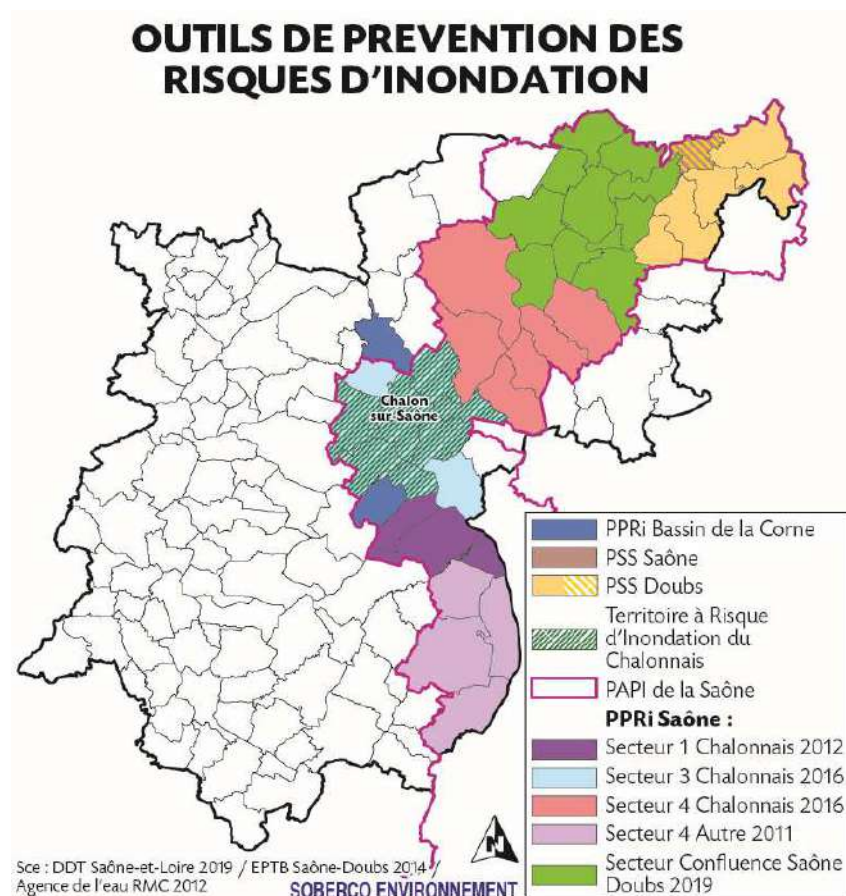 OUTILS DE PREVENTION DES
RISQUES D'INONDATION
Chalon
sur-Saône
PPRi Bassin de la Corne
PSS Saône
PSS Doubs
Territoire à Risque
d'Inondation du
Chalonnais
PAPI de la Saône
PPRi Saône :
Secteur 1 Chalonnais 2012
Secteur 3 Chalonnais 2016
Secteur 4 Chalonnais 2016
Secteur 4 Autre 2011
Secteur Confluence Saône
Doubs 2019
N
Sce : DDT Saône-et-Loire 2019 / EPTB Saône-Doubs 2014 /
Agence de l'eau RMC 2012
SOBERCO ENVIRONNEMENT